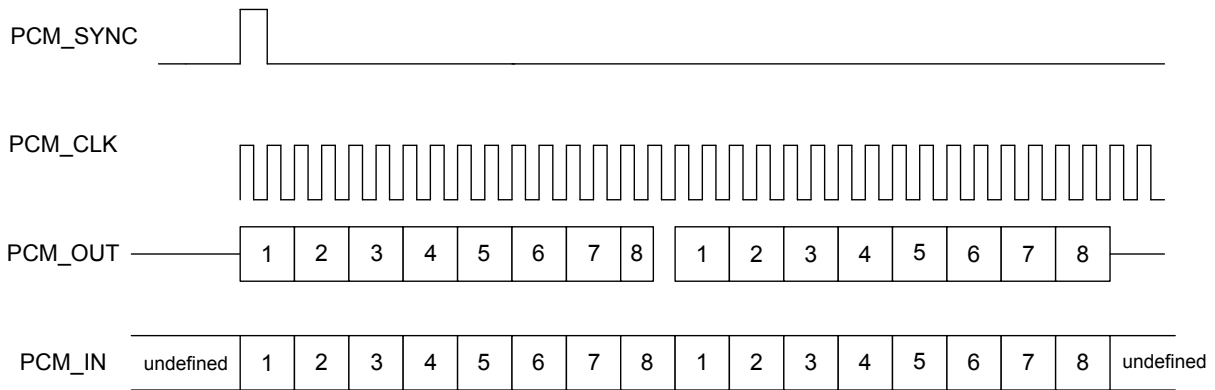 PCM_SYNC
PCM_CLK
PCM_OUT 1 2 3 4 5 6 7 8 1 2 3 4 5 6 7 8
PCM_IN undefined 1 2 3 4 5 6 7 8 1 2 3 4 5 6 7 8 undefined